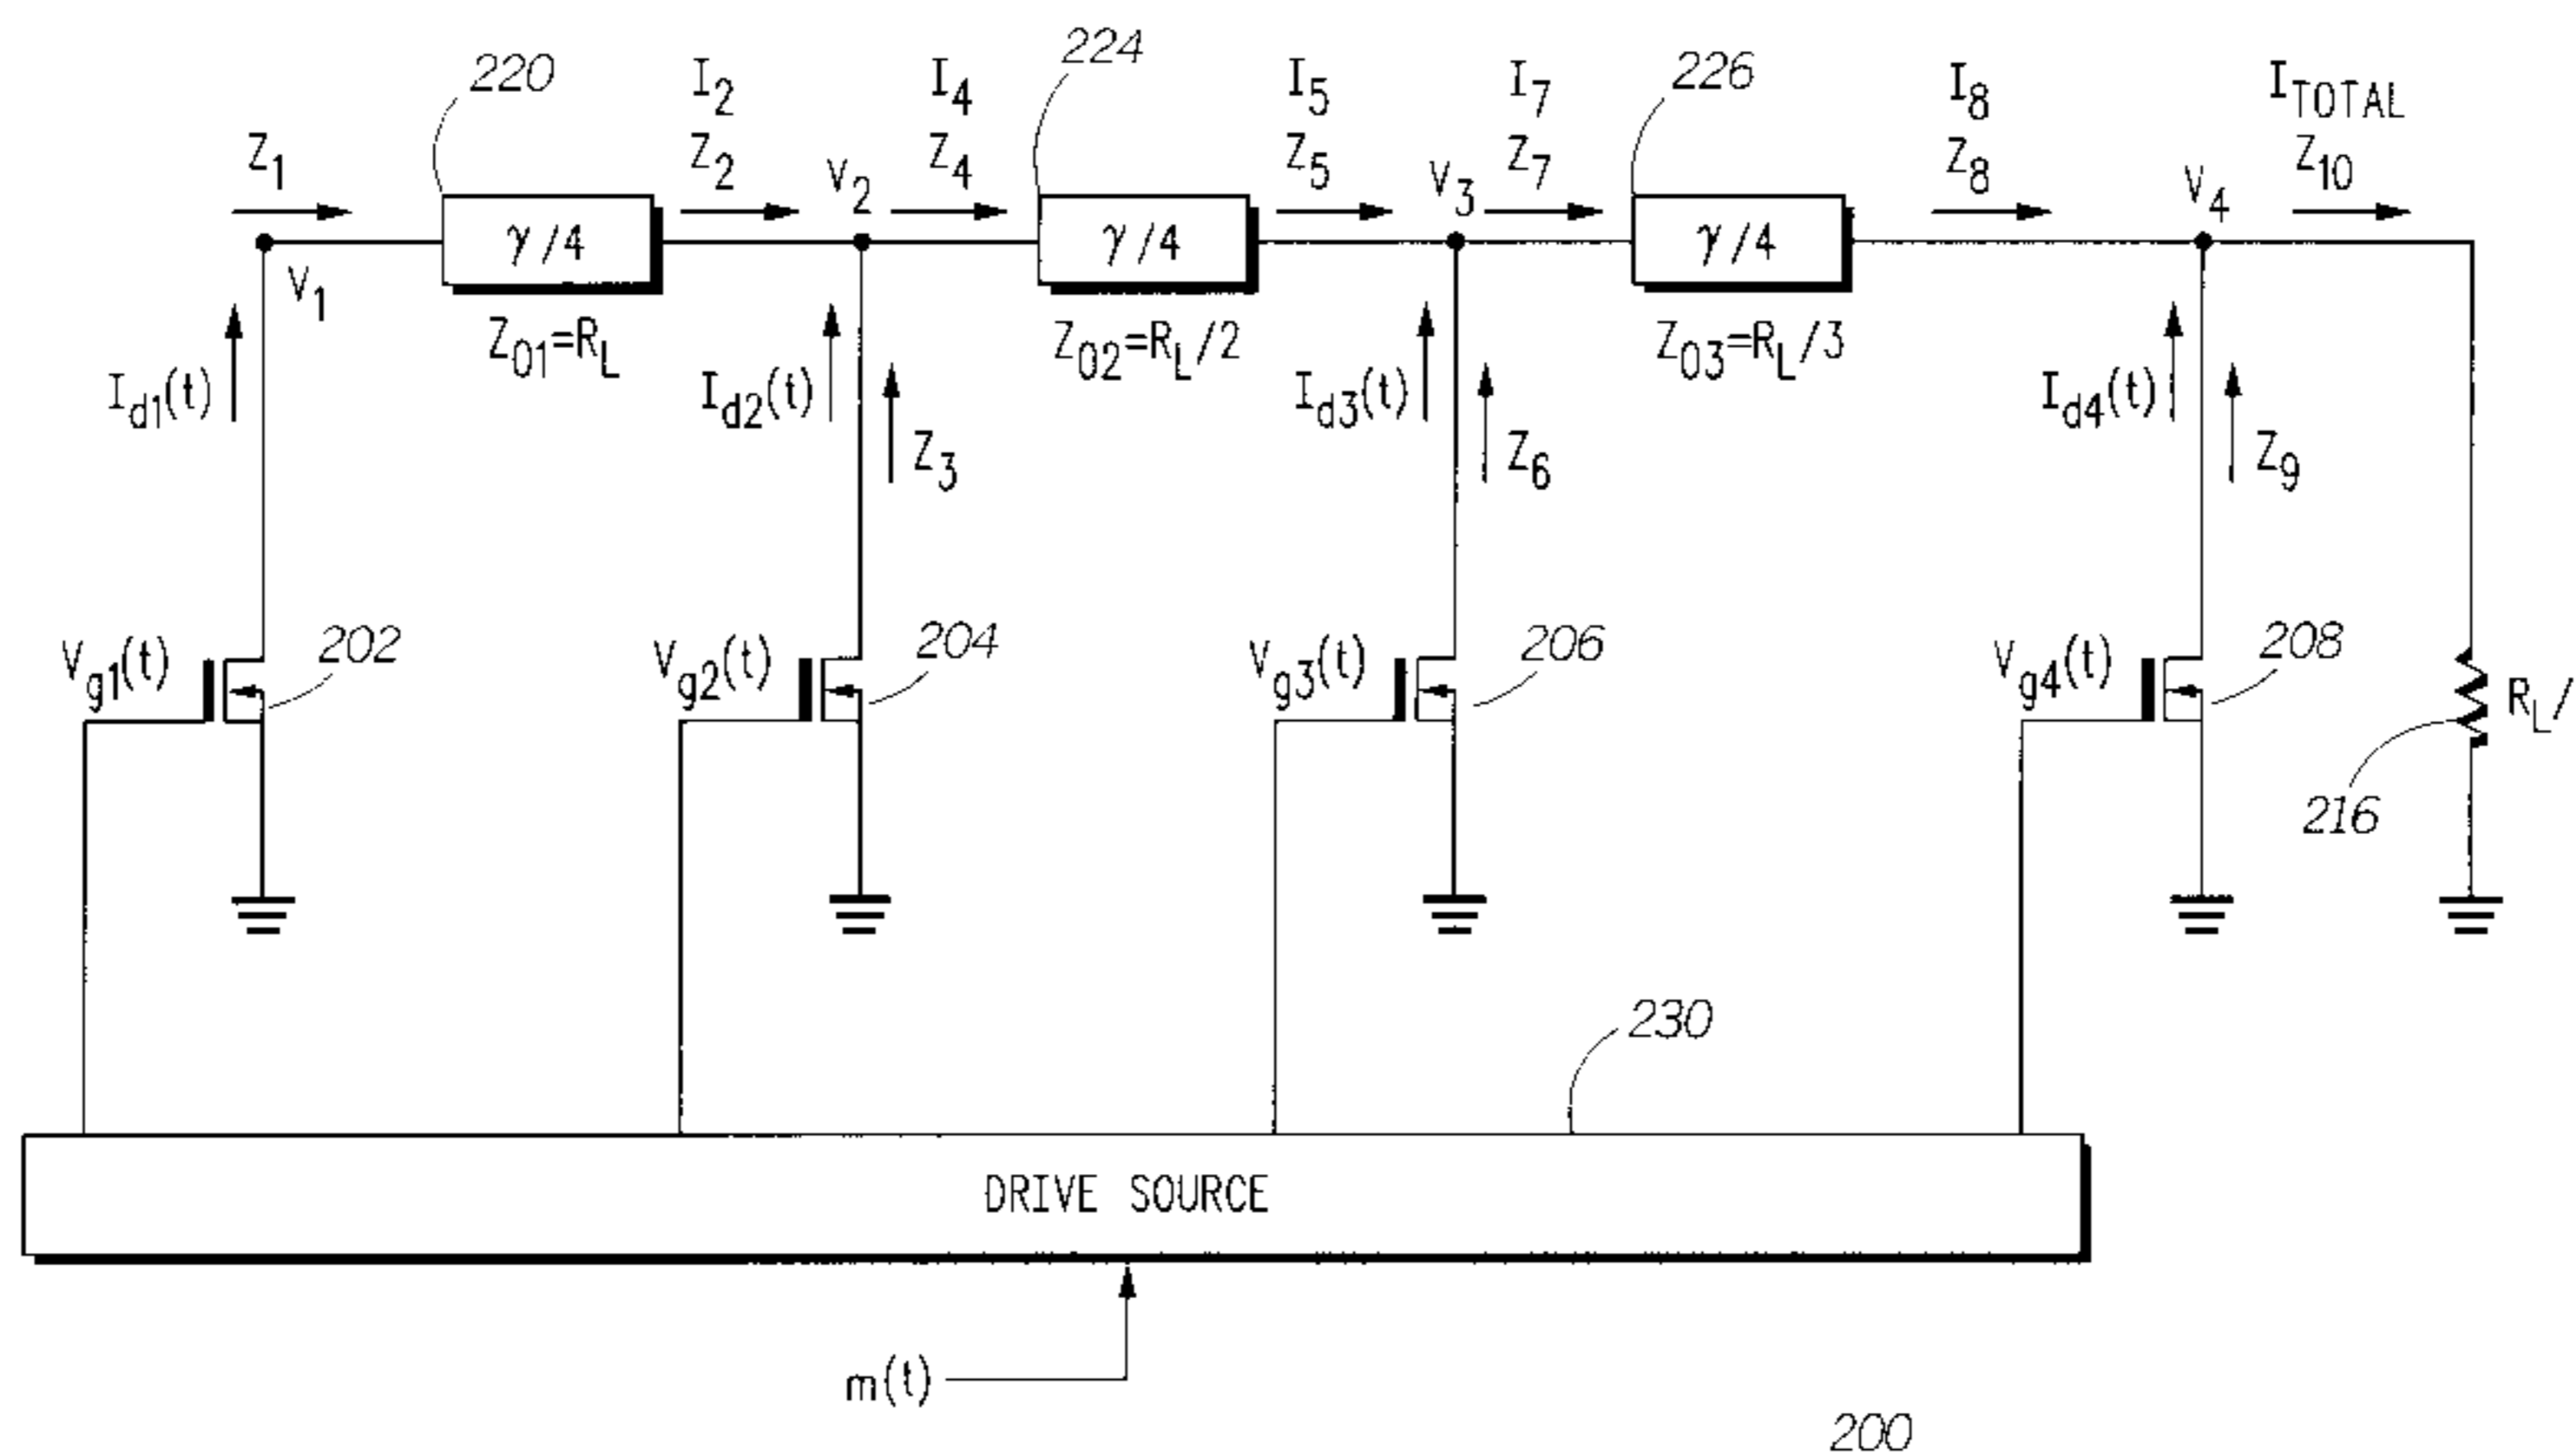 220
I2
I4
224
I5
I7
226
I8
ITOTAL
Z1
Z2
V2
Z4
Z5
V3
Z7
Z8
V4
Z10
γ/4
γ/4
γ/4
V1
Z01=RL
Z02=RL/2
Z03=RL/3
Id1(t)
Id2(t)
Z3
Id3(t)
Z6
Id4(t)
Z9
Vg1(t)
202
Vg2(t)
204
Vg3(t)
206
Vg4(t)
208
RL/
216
230
DRIVE SOURCE
m(t)
200